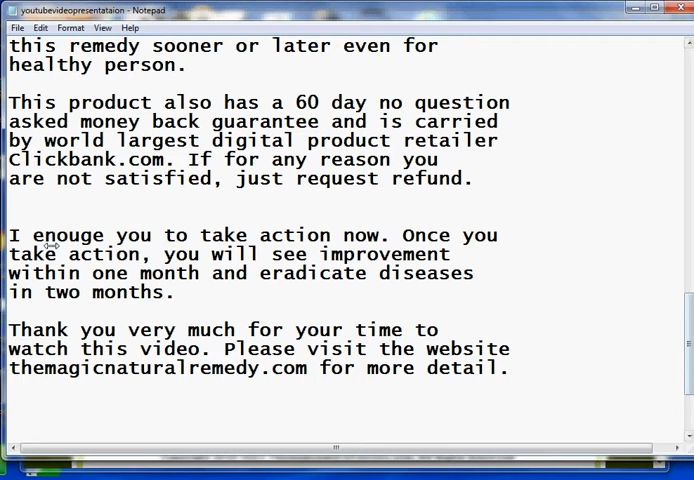 youtubevideopresentataion - Notepad
File Edit Format View Help
this remedy sooner or later even for
healthy person.
This product also has a 60 day no question
asked money back guarantee and is carried
by world largest digital product retailer
Clickbank.com. If for any reason you
are not satisfied, just request refund.
I enouge you to take action now. Once you
take action, you will see improvement
within one month and eradicate diseases
in two months.
Thank you very much for your time to
watch this video. Please visit the website
themagicnaturalremedy.com for more detail.